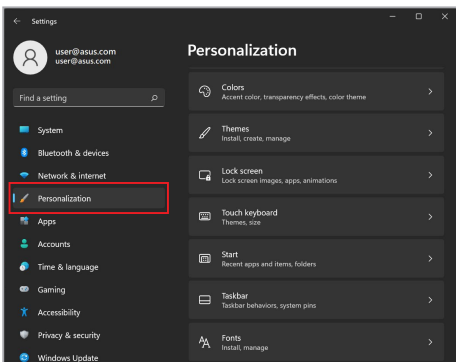 Settings
user@asus.com
user@asus.com
Find a setting
System
Bluetooth & devices
Network & internet
Personalization
Apps
Accounts
Time & language
Gaming
Accessibility
Privacy & security
Windows Update
Personalization
Colors
Accent color, transparency effects, color theme
Themes
Install, create, manage
Lock screen
Lock screen images, apps, animations
Touch keyboard
Themes, size
Start
Recent apps and items, folders
Taskbar
Taskbar behaviors, system pins
Fonts
Install, manage